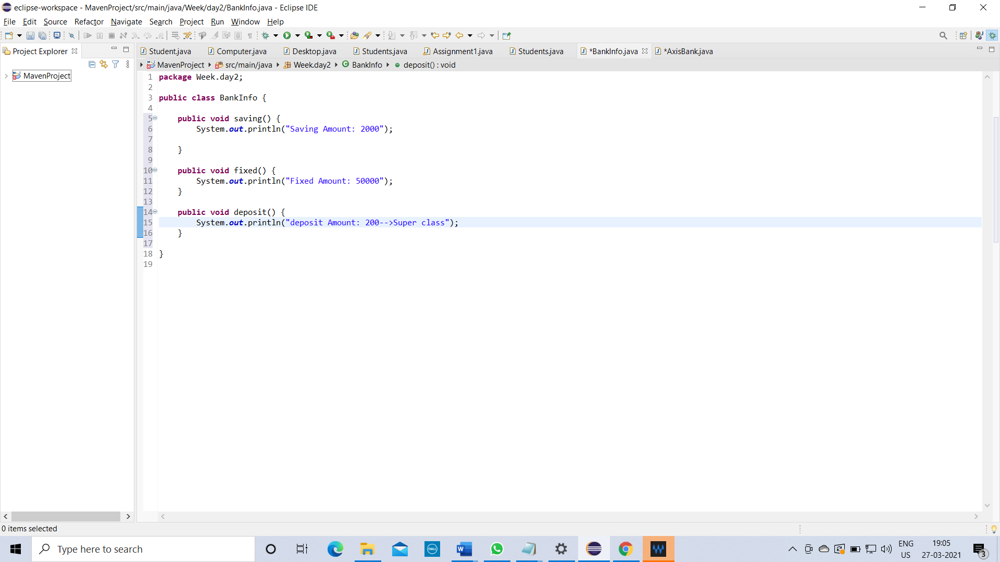 eclipse-workspace - MavenProject/src/main/java/Week/day2/BankInfo.java - Eclipse IDE
File Edit Source Refactor Navigate Search Project Run Window Help
Project Explorer
Student.java Computer.java Desktop.java Students.java Assignment1.java Students.java *BankInfo.java *AxisBank.java
MavenProject src/main/java Week.day2 BankInfo deposit() : void
MavenProject
1 package Week.day2;
2
3 public class BankInfo {
4
5 public void saving() {
6 System.out.println("Saving Amount: 2000");
7
8 }
9
10 public void fixed() {
11 System.out.println("Fixed Amount: 50000");
12 }
13
14 public void deposit() {
15 System.out.println("deposit Amount: 200-->Super class");
16 }
17
18 }
19
0 items selected
Type here to search
DELL
W
ENG
US
19:05
27-03-2021
3